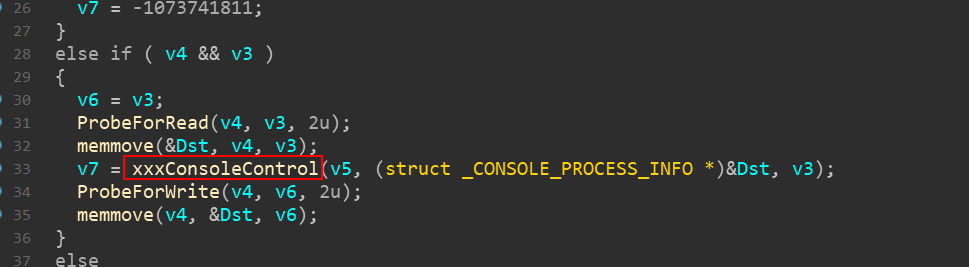 26 v7 = -1073741811;
27 }
28 else if ( v4 && v3 )
29 {
30 v6 = v3;
31 ProbeForRead(v4, v3, 2u);
32 memmove(&Dst, v4, v3);
33 v7 = xxxConsoleControl(v5, (struct _CONSOLE_PROCESS_INFO *)&Dst, v3);
34 ProbeForWrite(v4, v6, 2u);
35 memmove(v4, &Dst, v6);
36 }
37 else